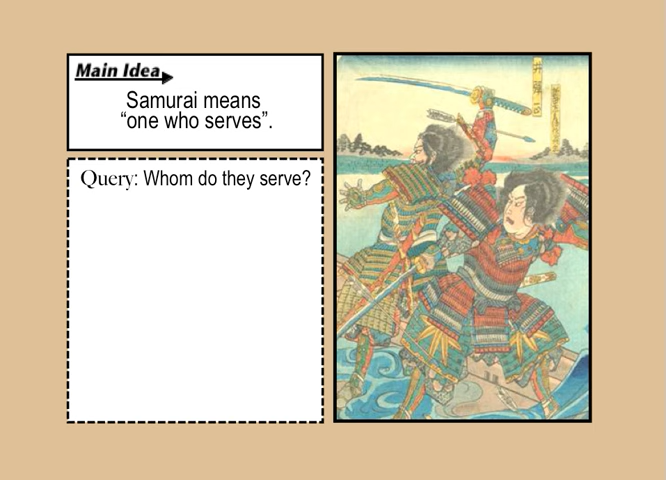 Main Idea
Samurai means
“one who serves”.
Query: Whom do they serve?